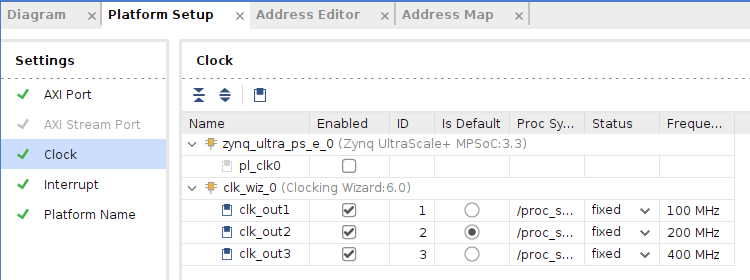 Diagram × Platform Setup × Address Editor × Address Map ×
Settings
AXI Port
AXI Stream Port
Clock
Interrupt
Platform Name
Clock
Name Enabled ID Is Default Proc Sy... Status Freque...
zynq_ultra_ps_e_0 (Zynq UltraScale+ MPSoC:3.3)
pl_clk0
clk_wiz_0 (Clocking Wizard:6.0)
clk_out1 1 /proc_s... fixed 100 MHz
clk_out2 2 /proc_s... fixed 200 MHz
clk_out3 3 /proc_s... fixed 400 MHz